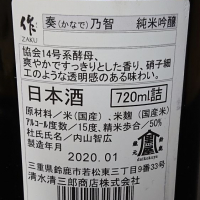 作 奏(かなで)乃智 純米吟醸
ZAKU
協会14号系酵母、
爽やかですっきりとした香り、硝子細
工のような透明感のある味わい。
日本酒 720ml詰
原材料/米(国産)、米麹(国産米)
アルコール度数/15度、精米歩合/50%
杜氏氏名/内山智広
製造年月
2020.01
三重県鈴鹿市若松東三丁目9番33号
清水清三郎商店株式会社